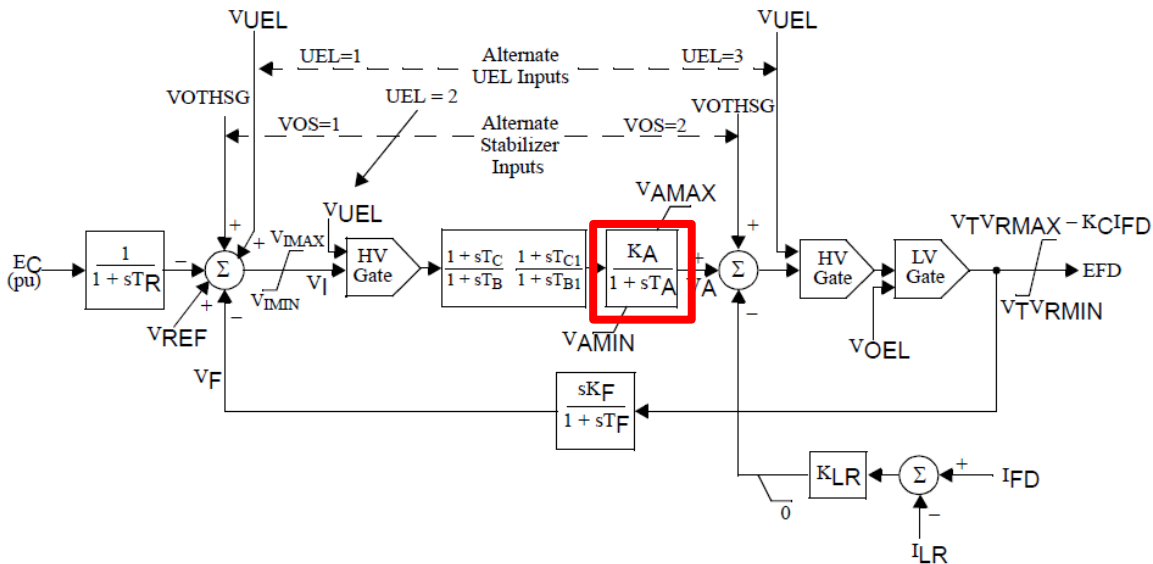 VUEL
VUEL
UEL=1
Alternate
UEL Inputs
UEL=3
VOTHSG
UEL = 2
VOTHSG
VOS=1
Alternate
Stabilizer
Inputs
VOS=2
VUEL
VAMAX
VTVRMAX – KCIFD
EC
(pu)
1
1 + sTR
−
+
+
Σ
+
−
VIMAX
VI
VIMIN
HV
Gate
1 + sTC
1 + sTB
1 + sTC1
1 + sTB1
KA
1 + sTA
+
VA
+
Σ
−
HV
Gate
LV
Gate
EFD
VTVRMIN
VREF
VAMIN
VOEL
VF
sKF
1 + sTF
0
KLR
Σ
+
−
IFD
ILR